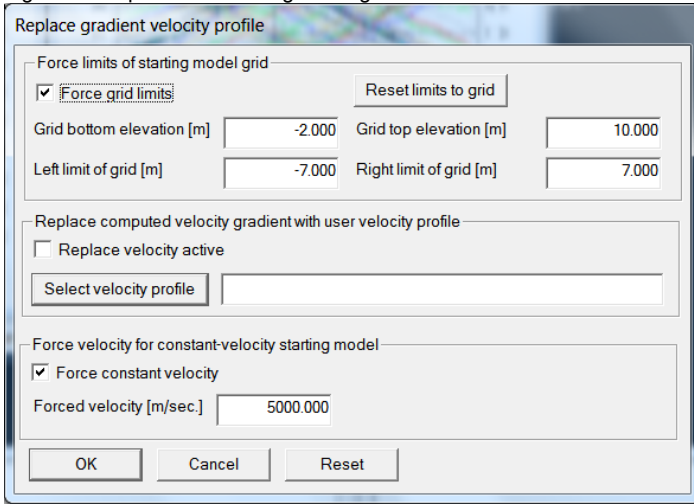 Replace gradient velocity profile
Force limits of starting model grid
Force grid limits Reset limits to grid
Grid bottom elevation [m] -2.000 Grid top elevation [m] 10.000
Left limit of grid [m] -7.000 Right limit of grid [m] 7.000
Replace computed velocity gradient with user velocity profile
Replace velocity active
Select velocity profile
Force velocity for constant-velocity starting model
Force constant velocity
Forced velocity [m/sec.] 5000.000
OK Cancel Reset